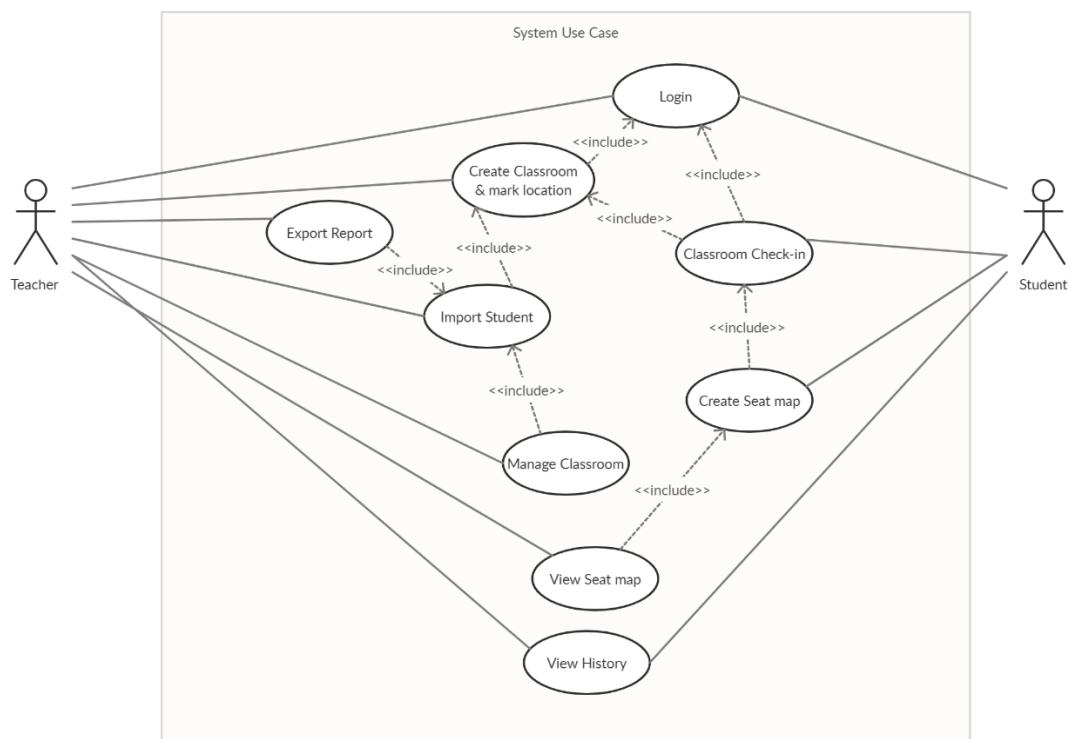 System Use Case
Login
<<include>>
Create Classroom
& mark location
<<include>>
Teacher
Export Report
<<include>>
<<include>>
Classroom Check-in
Student
<<include>>
Import Student
<<include>>
<<include>>
Create Seat map
Manage Classroom
<<include>>
View Seat map
View History